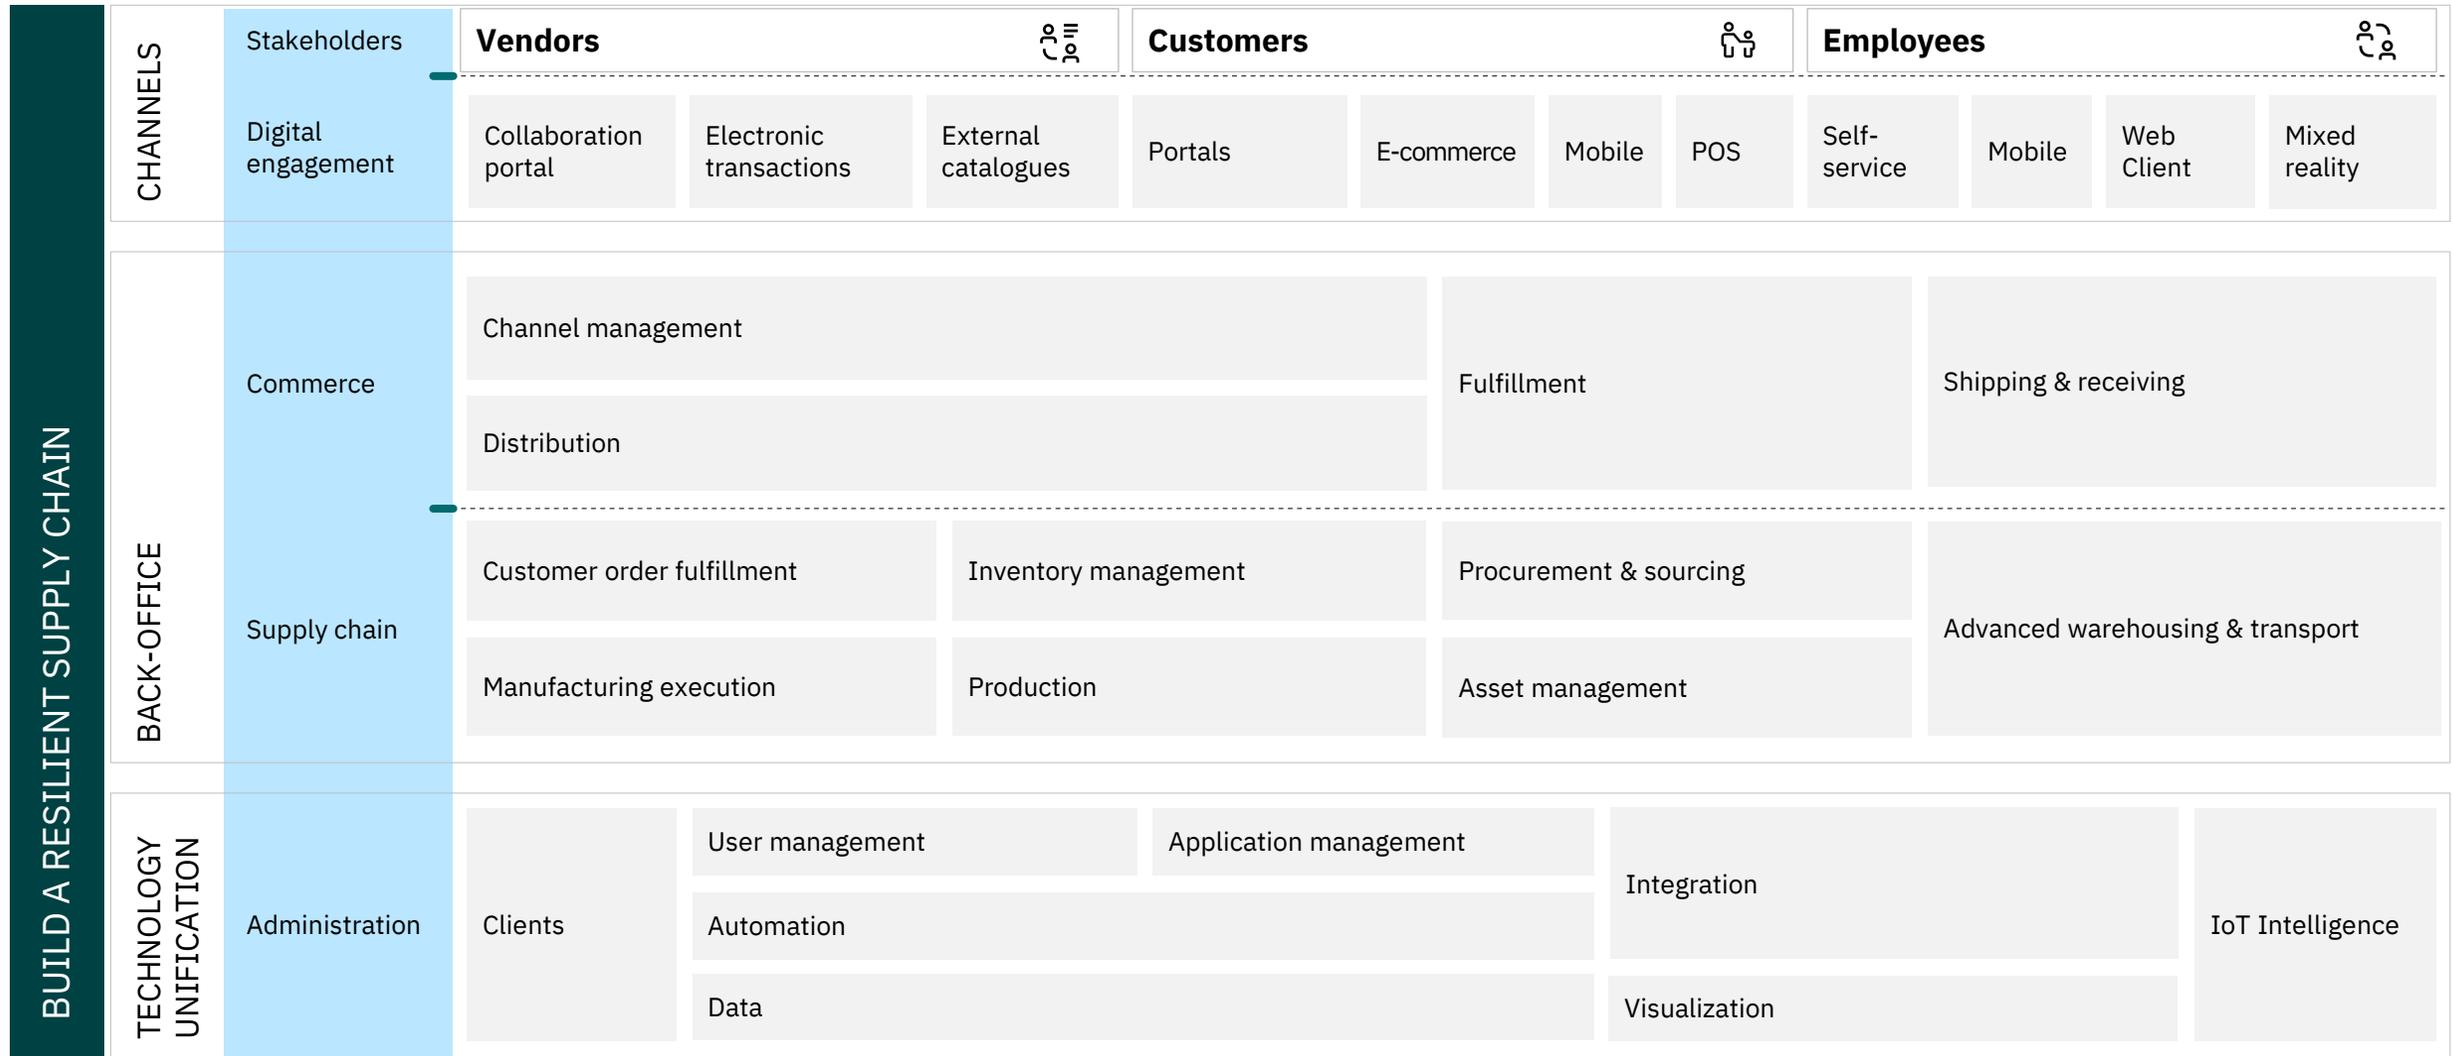 BUILD A RESILIENT SUPPLY CHAIN
CHANNELS
Stakeholders
Vendors
Customers
Employees
Digital
engagement
Collaboration
portal
Electronic
transactions
External
catalogues
Portals
E-commerce
Mobile
POS
Self-
service
Mobile
Web
Client
Mixed
reality
BACK-OFFICE
Commerce
Channel management
Distribution
Fulfillment
Shipping & receiving
Supply chain
Customer order fulfillment
Inventory management
Procurement & sourcing
Advanced warehousing & transport
Manufacturing execution
Production
Asset management
TECHNOLOGY
UNIFICATION
Administration
Clients
User management
Application management
Automation
Data
Integration
Visualization
IoT Intelligence